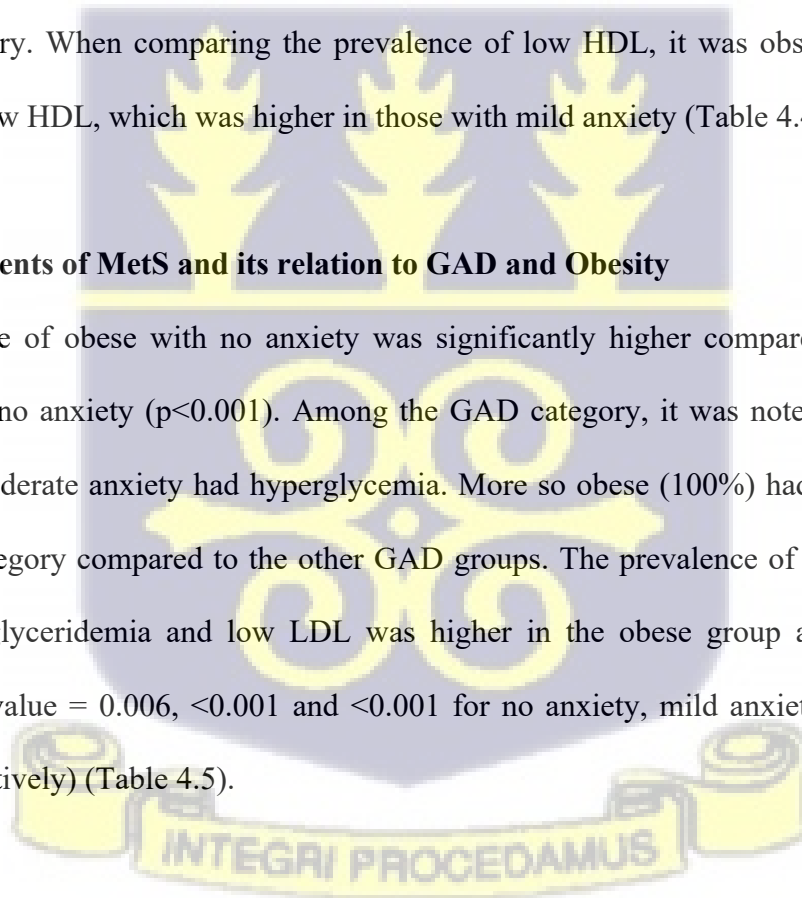 ry. When comparing the prevalence of low HDL, it was obs
w HDL, which was higher in those with mild anxiety (Table 4.
ents of MetS and its relation to GAD and Obesity
e of obese with no anxiety was significantly higher compar
no anxiety (p<0.001). Among the GAD category, it was note
derate anxiety had hyperglycemia. More so obese (100%) had
egory compared to the other GAD groups. The prevalence of
glyceridemia and low LDL was higher in the obese group a
value = 0.006, <0.001 and <0.001 for no anxiety, mild anxiet
tively) (Table 4.5).
INTEGRI PROCEDAMUS